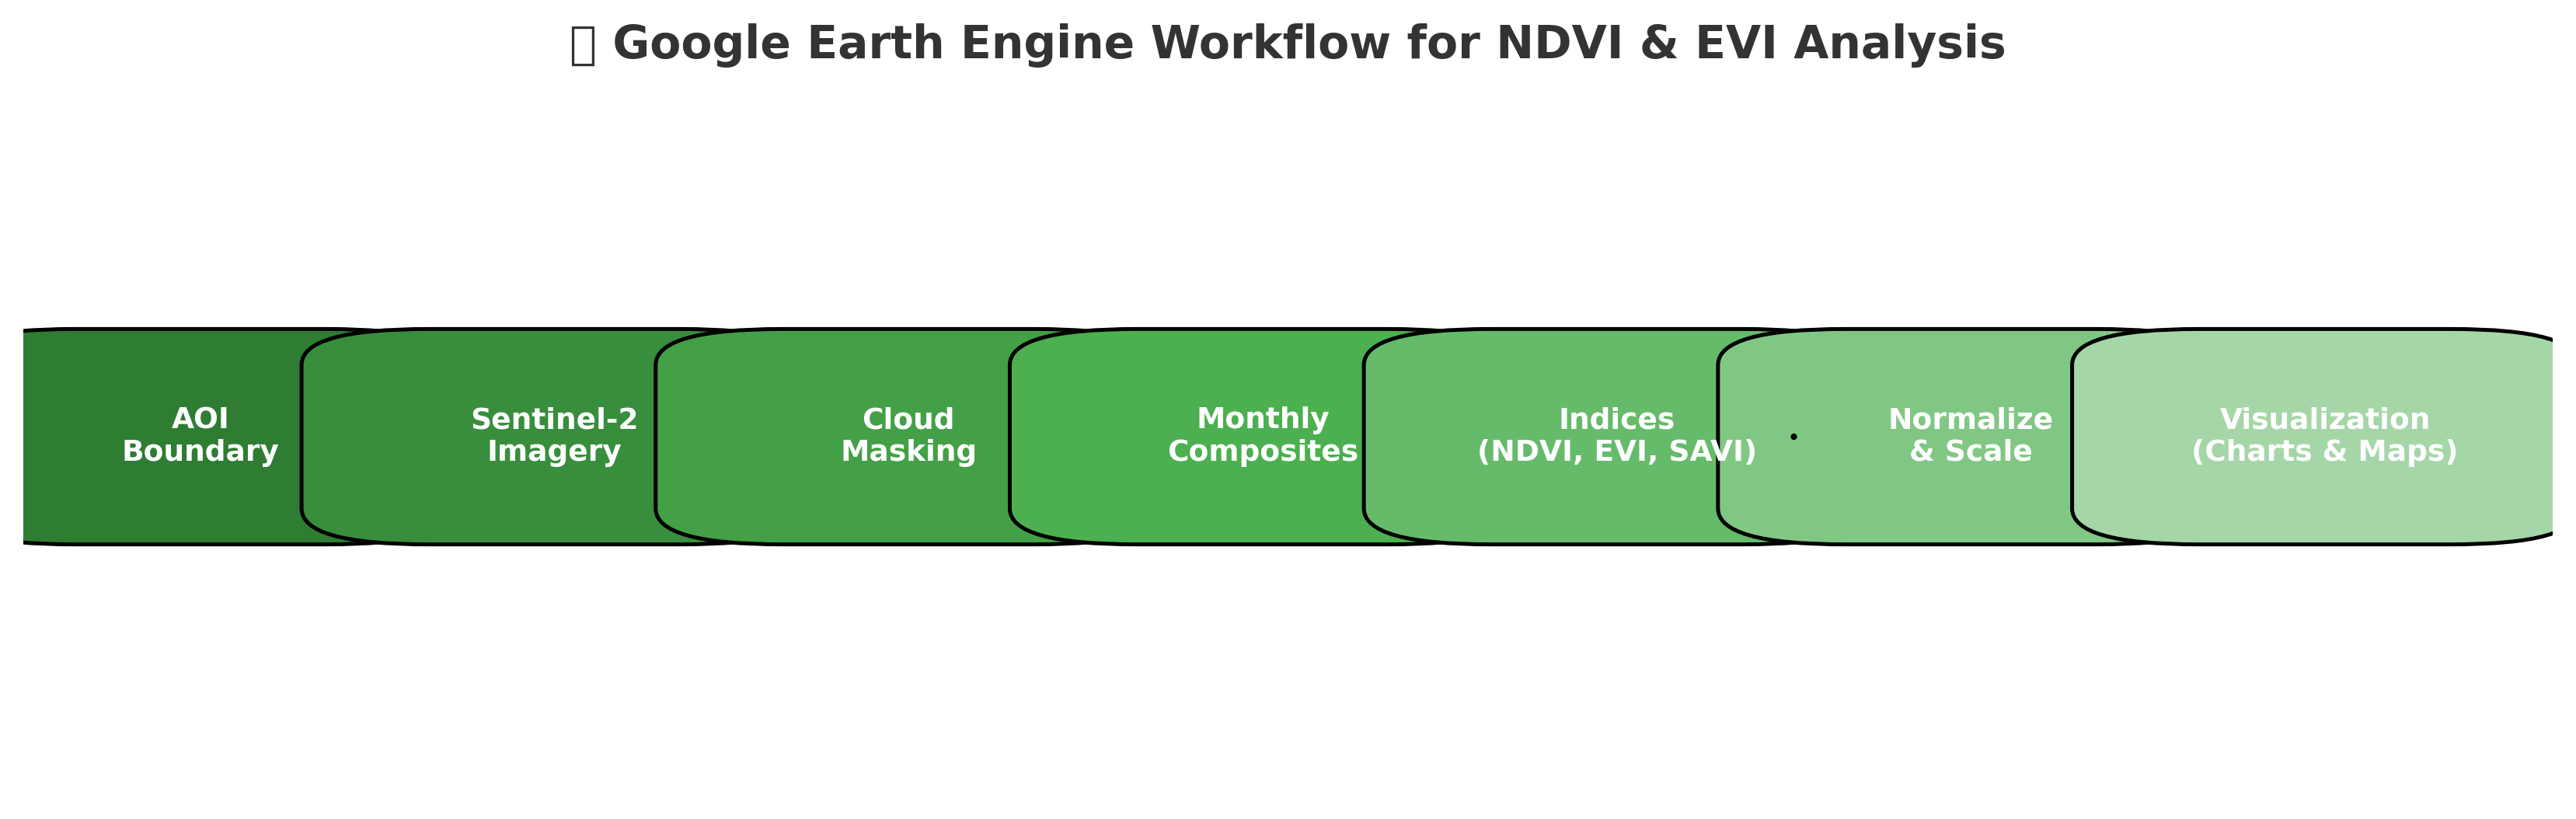 Google Earth Engine Workflow for NDVI & EVI Analysis
AOI
Boundary
Sentinel-2
Imagery
Cloud
Masking
Monthly
Composites
Indices
(NDVI, EVI, SAVI)
Normalize
& Scale
Visualization
(Charts & Maps)